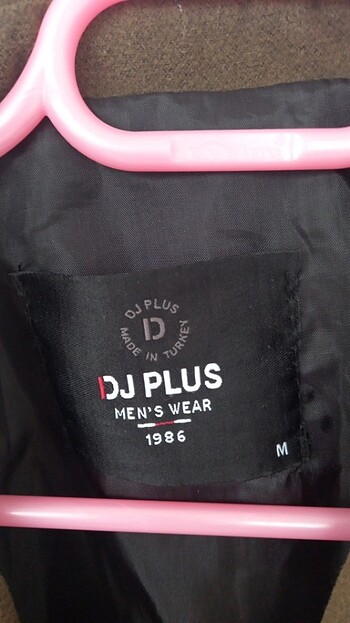 DJ PLUS
D
MADE IN TURKEY
DJ PLUS
MEN'S WEAR
1986
M